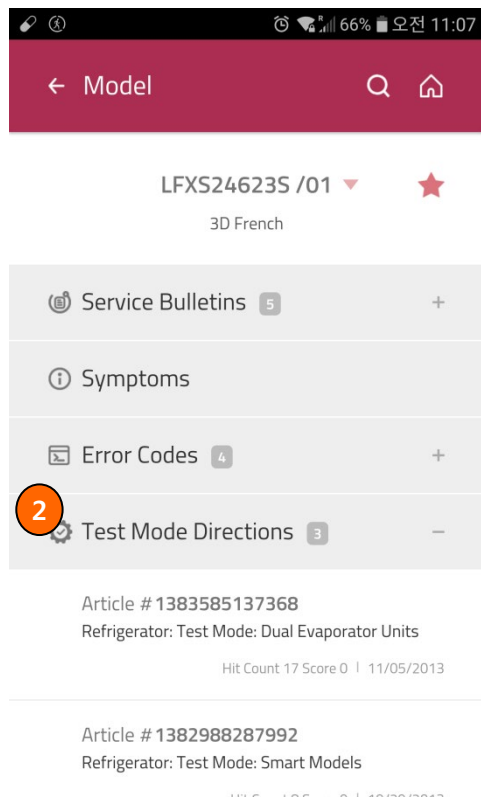 66% 오전 11:07
Model
LFXS24623S /01
3D French
Service Bulletins 5
Symptoms
Error Codes 4
2
Test Mode Directions 3
Article # 1383585137368
Refrigerator: Test Mode: Dual Evaporator Units
Hit Count 17 Score 0 | 11/05/2013
Article # 1382988287992
Refrigerator: Test Mode: Smart Models